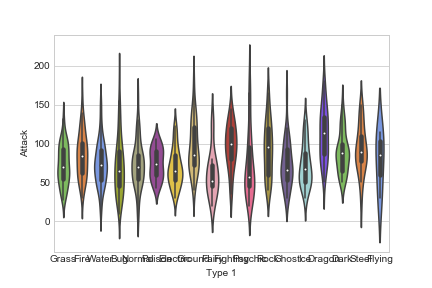 200
150
100
50
0
Attack
Grass Fire Water Bug Normal Poison Electric Ground Fairy Fighting Psychic Rock Ghost Ice Dragon Dark Steel Flying
Type 1